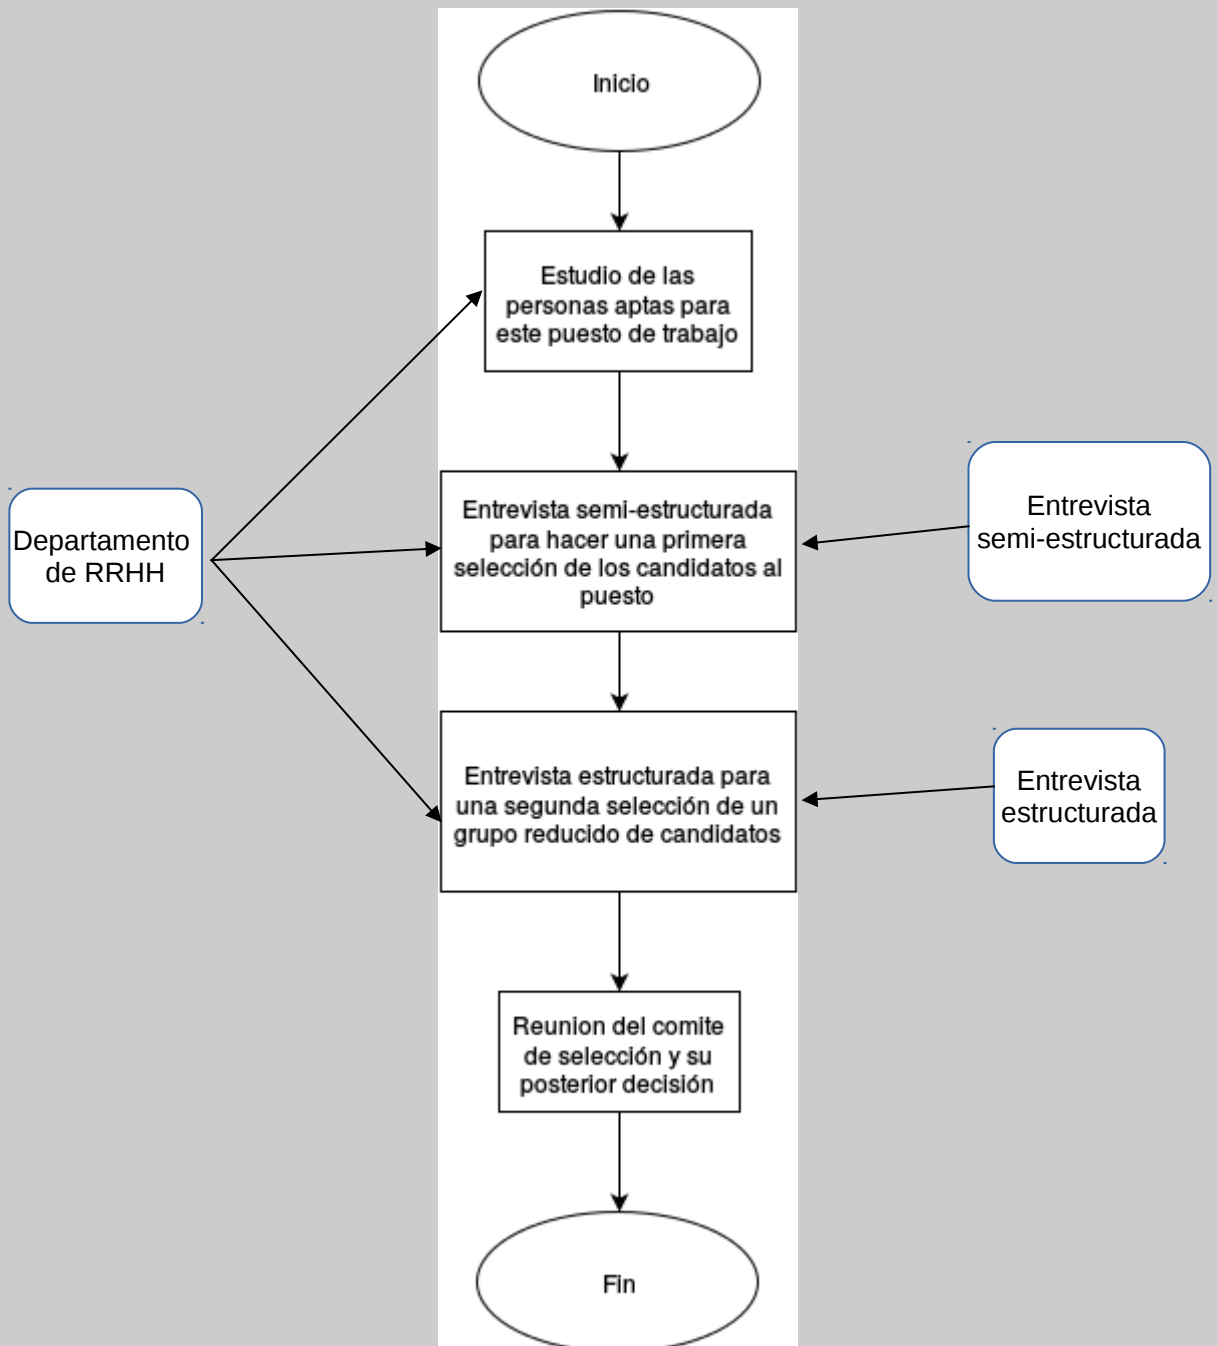 Inicio
Estudio de las
personas aptas para
este puesto de trabajo
Departamento
de RRHH
Entrevista semi-estructurada
para hacer una primera
selección de los candidatos al
puesto
Entrevista
semi-estructurada
Entrevista estructurada para
una segunda selección de un
grupo reducido de candidatos
Entrevista
estructurada
Reunion del comite
de selección y su
posterior decisión
Fin